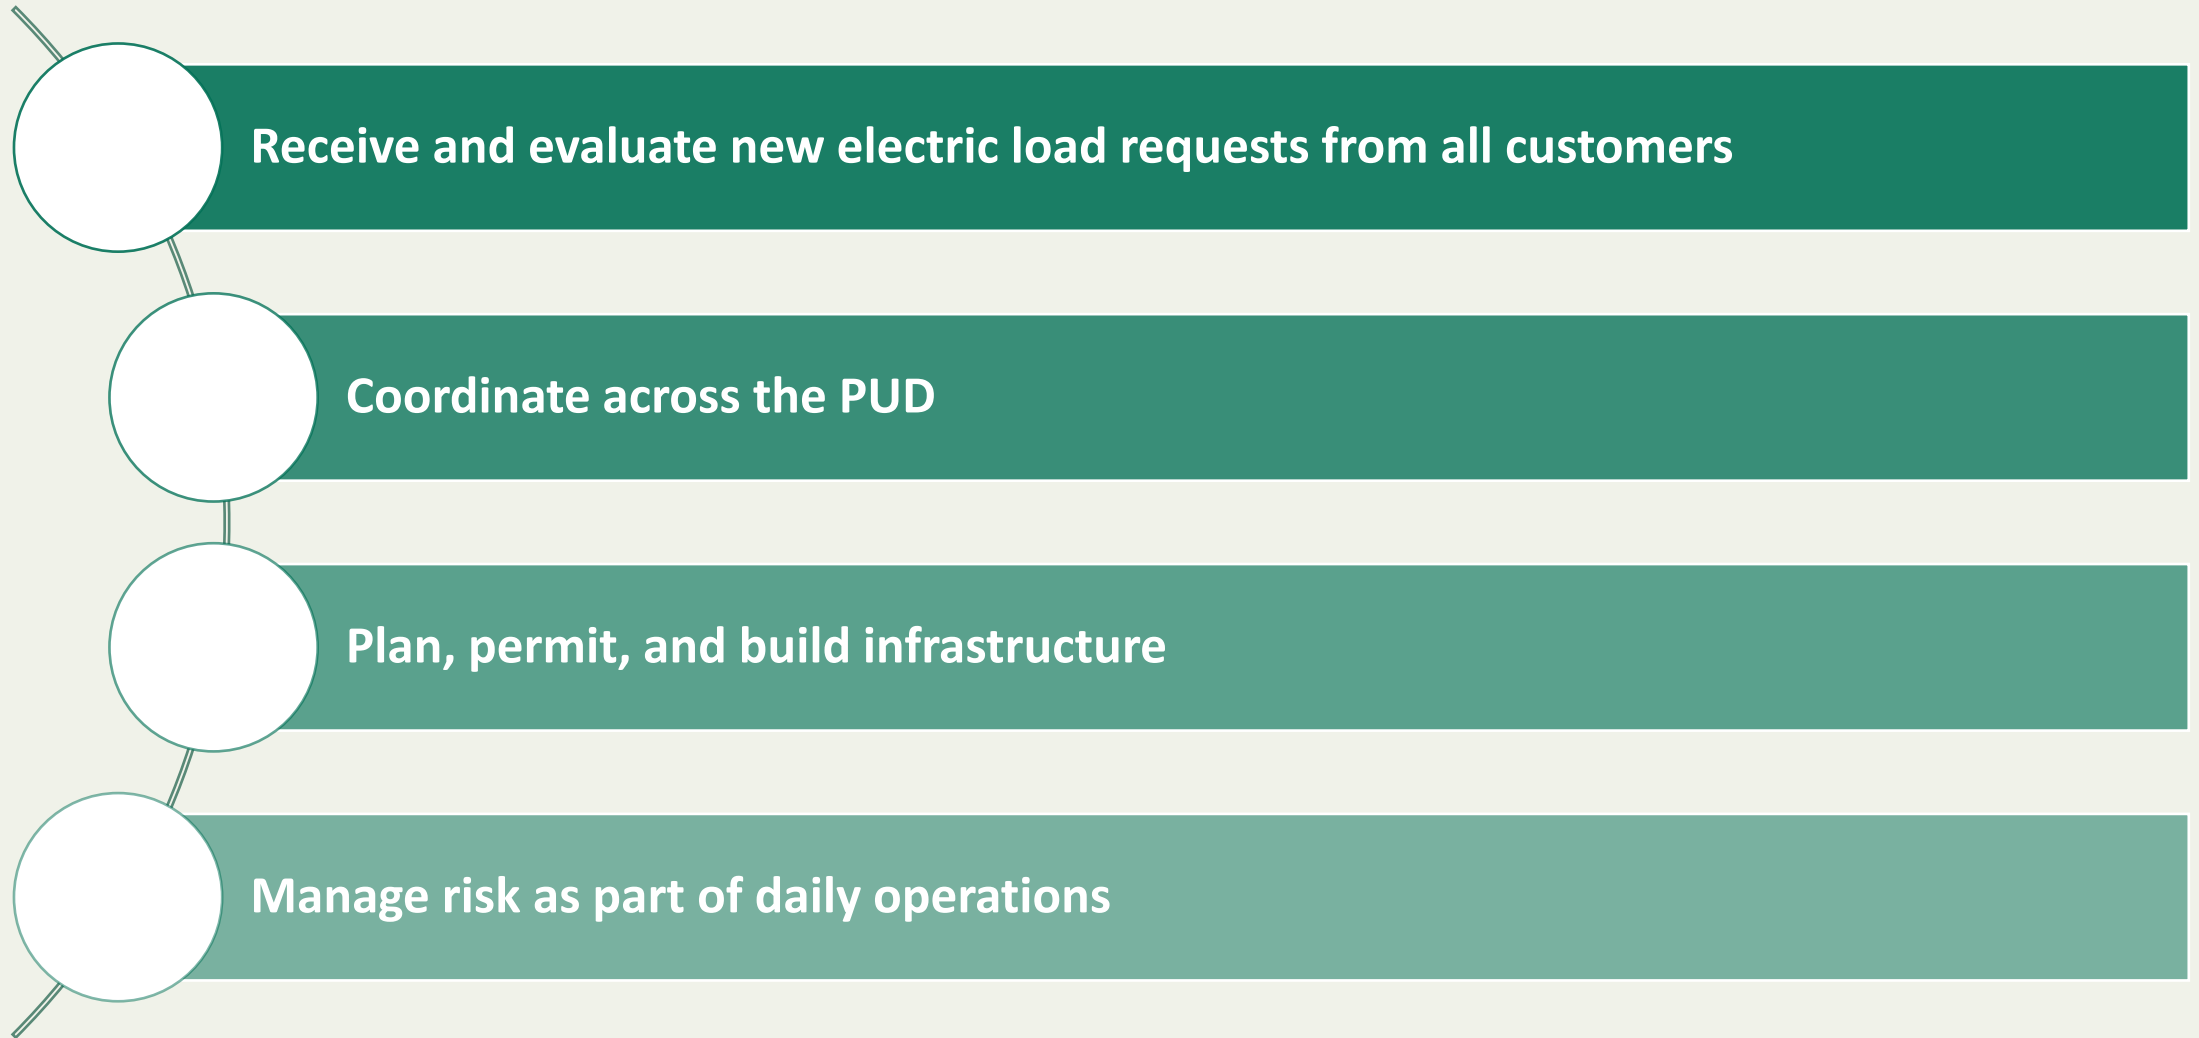 Receive and evaluate new electric load requests from all customers
Coordinate across the PUD
Plan, permit, and build infrastructure
Manage risk as part of daily operations